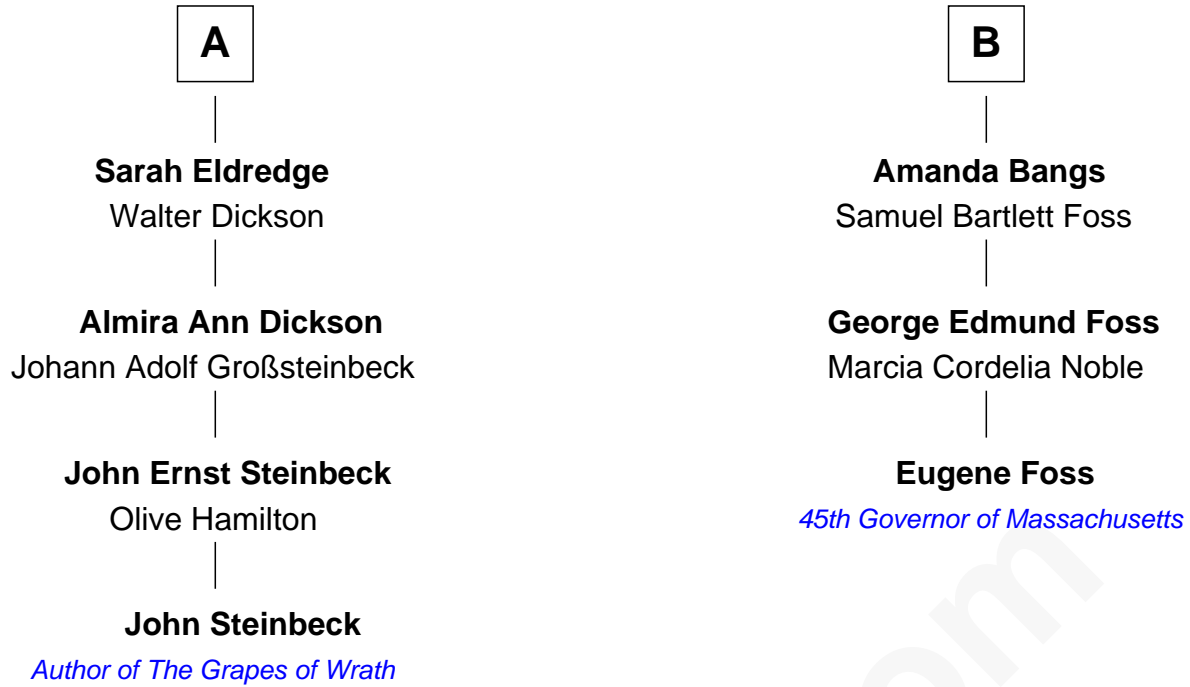 A
Sarah Eldredge
Walter Dickson
Almira Ann Dickson
Johann Adolf Großsteinbeck
John Ernst Steinbeck
Olive Hamilton
John Steinbeck
Author of The Grapes of Wrath
B
Amanda Bangs
Samuel Bartlett Foss
George Edmund Foss
Marcia Cordelia Noble
Eugene Foss
45th Governor of Massachusetts
om